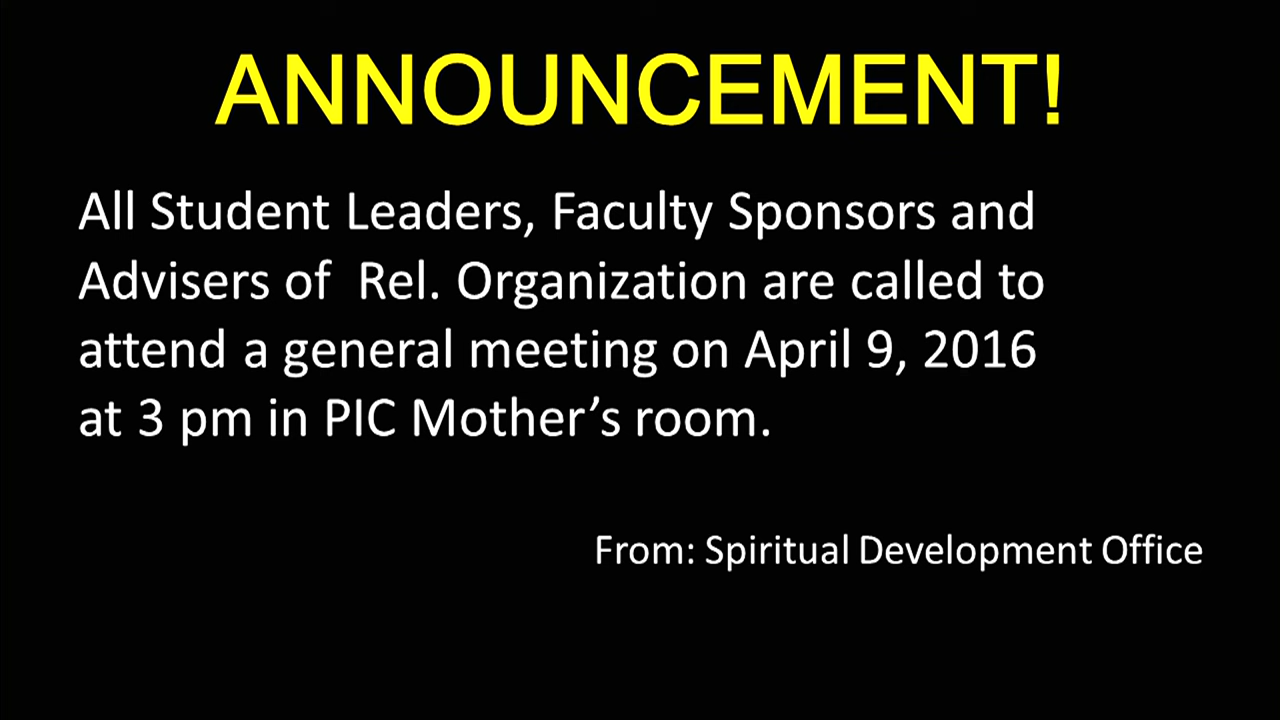 ANNOUNCEMENT!
All Student Leaders, Faculty Sponsors and
Advisers of  Rel. Organization are called to
attend a general meeting on April 9, 2016
at 3 pm in PIC Mother’s room.
From: Spiritual Development Office